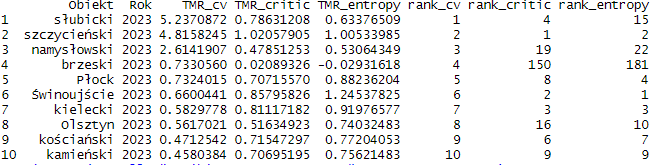 Obiekt Rok TMR_cv TMR_critic TMR_entropy rank_cv rank_critic rank_entropy
1 słubicki 2023 5.2370872 0.78631208 0.63376509 1 4 15
2 szczycieński 2023 4.8158245 1.02057905 1.00533985 2 1 2
3 namysłowski 2023 2.6141907 0.47851253 0.53064349 3 19 22
4 brzeski 2023 0.7330560 0.02089326 -0.02931618 4 150 181
5 Płock 2023 0.7324015 0.70715570 0.88236204 5 8 4
6 Świnoujście 2023 0.6600441 0.85795826 1.24537825 6 2 1
7 kielecki 2023 0.5829778 0.81117182 0.91976577 7 3 3
8 Olsztyn 2023 0.5617021 0.51634923 0.74032483 8 16 10
9 kościański 2023 0.4712542 0.71547297 0.77204053 9 6 7
10 kamieński 2023 0.4580384 0.70695195 0.75621483 10 9 9